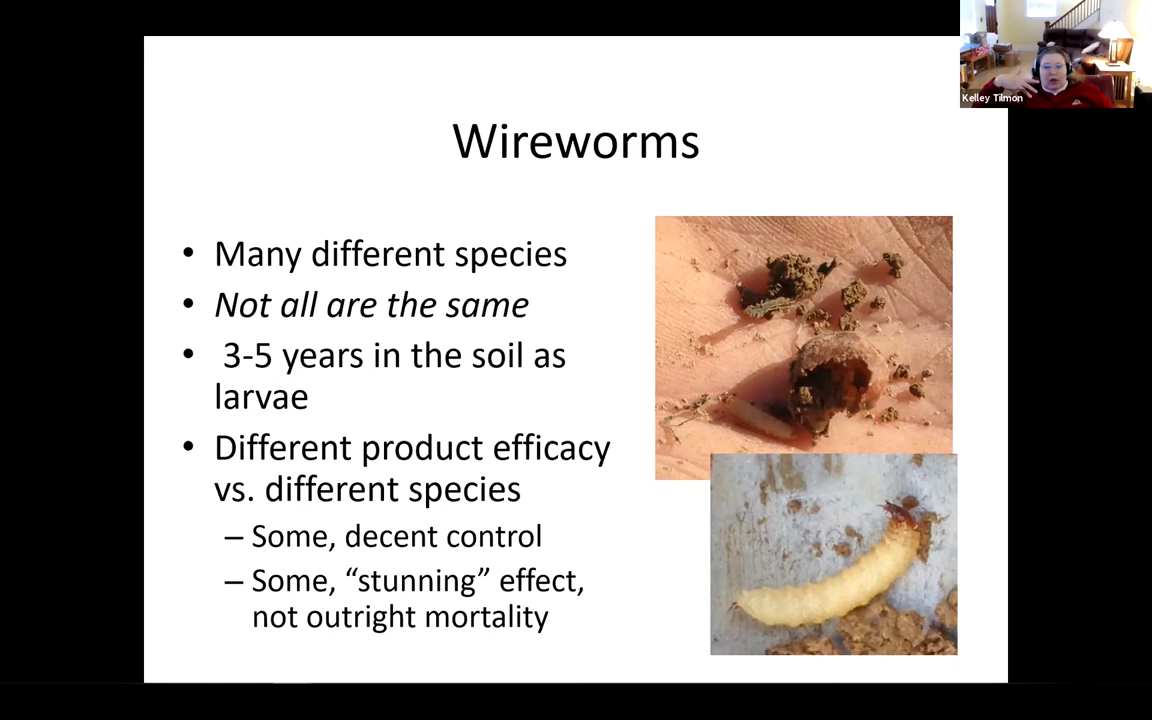 Kelley Tilmon
Wireworms
• Many different species
• Not all are the same
• 3-5 years in the soil as
larvae
• Different product efficacy
vs. different species
– Some, decent control
– Some, “stunning” effect,
not outright mortality